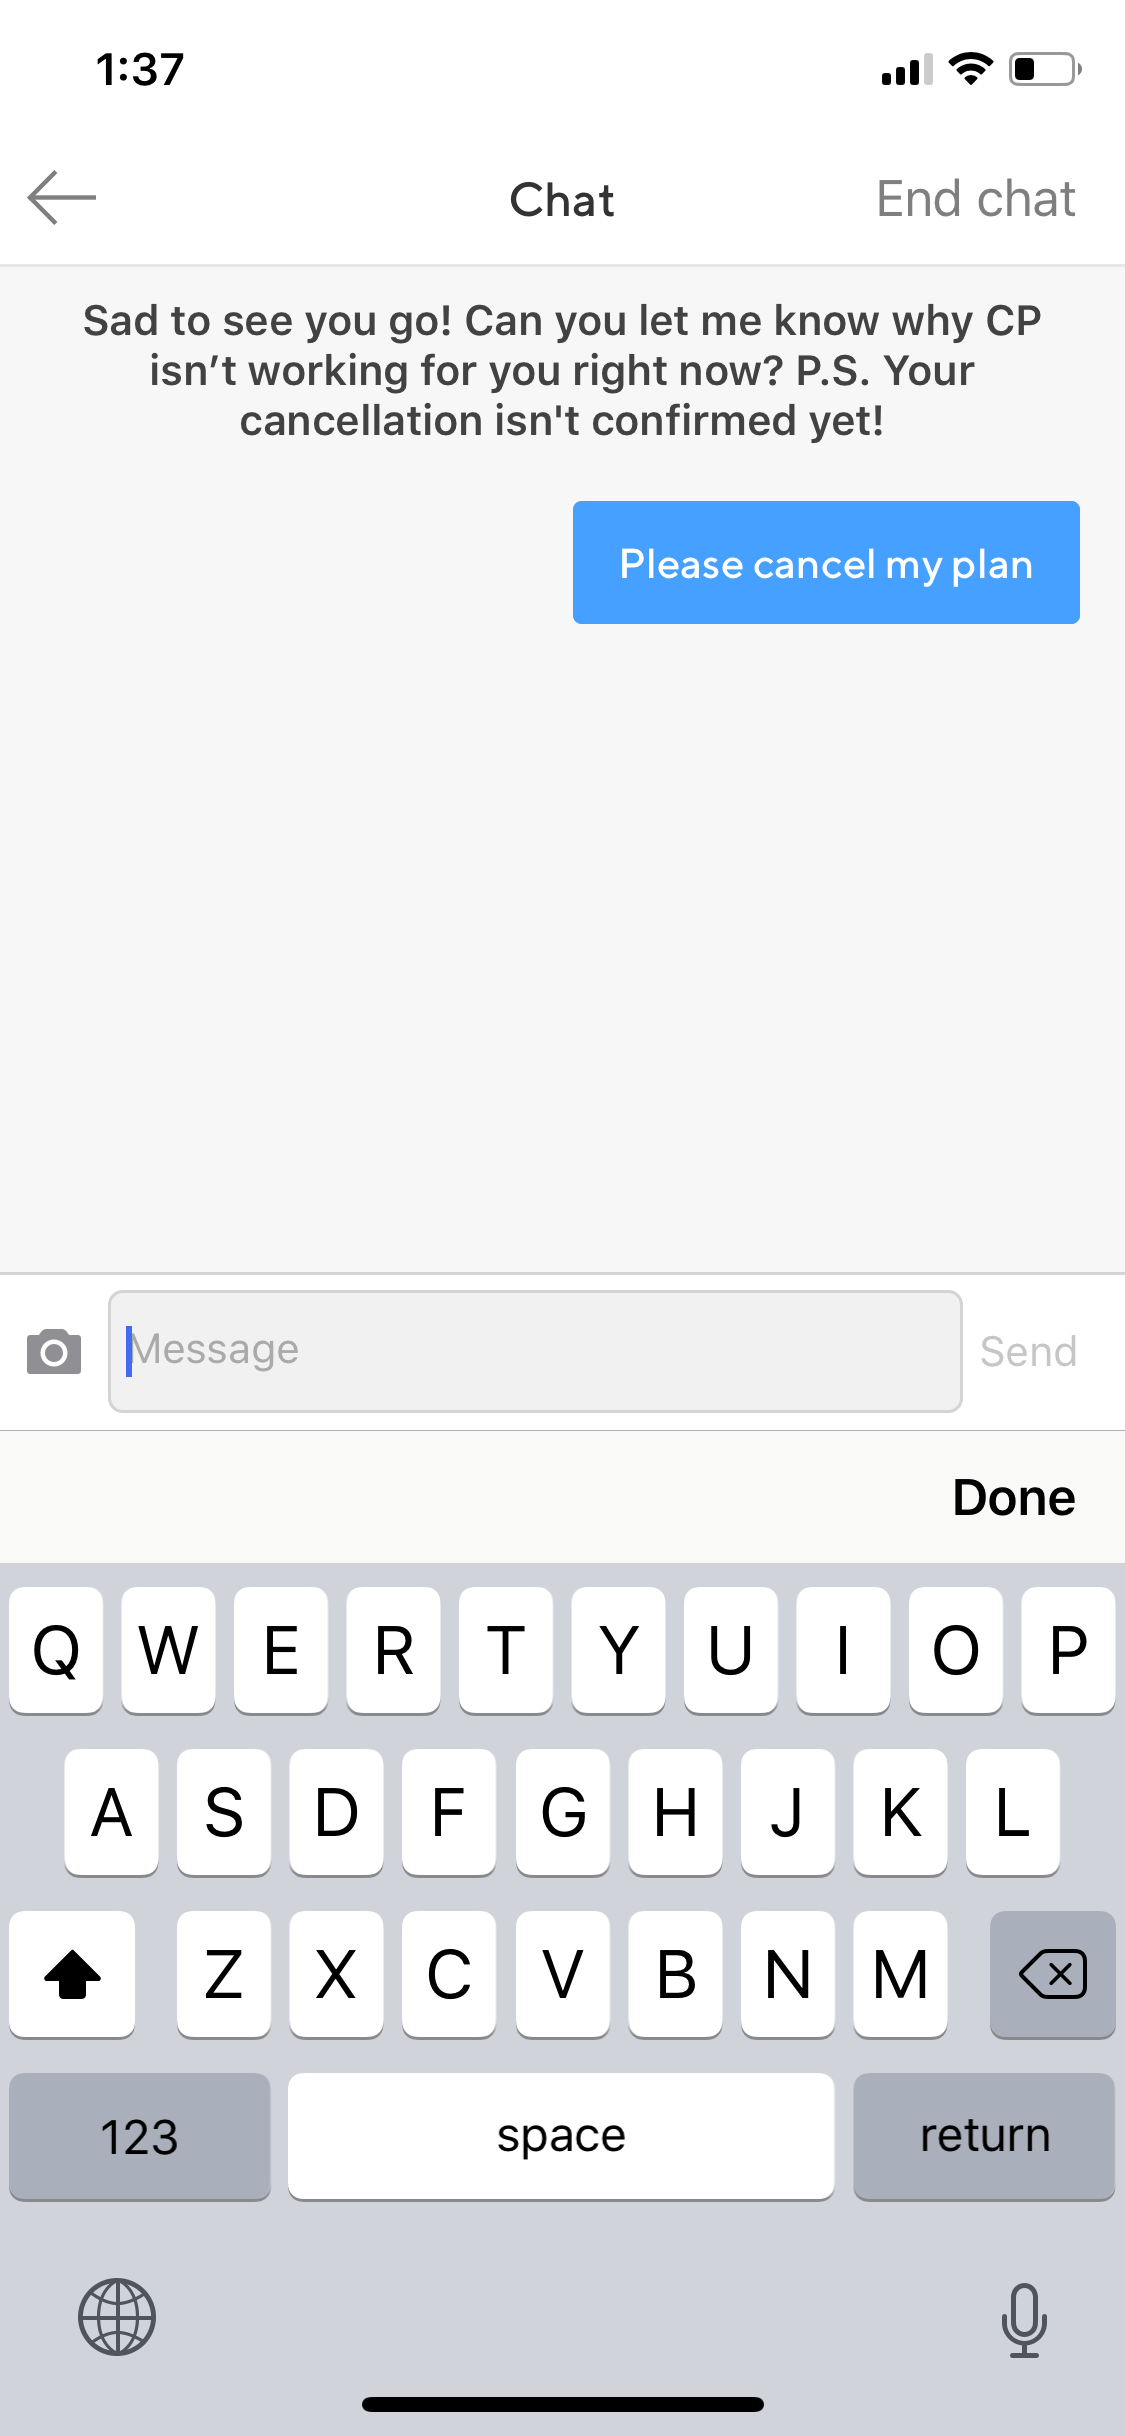 1:37
Chat
End chat
Sad to see you go! Can you let me know why CP
isn’t working for you right now? P.S. Your
cancellation isn't confirmed yet!
Please cancel my plan
Message
Send
Done
Q W E R T Y U I O P
A S D F G H J K L
Z X C V B N M
123 space return